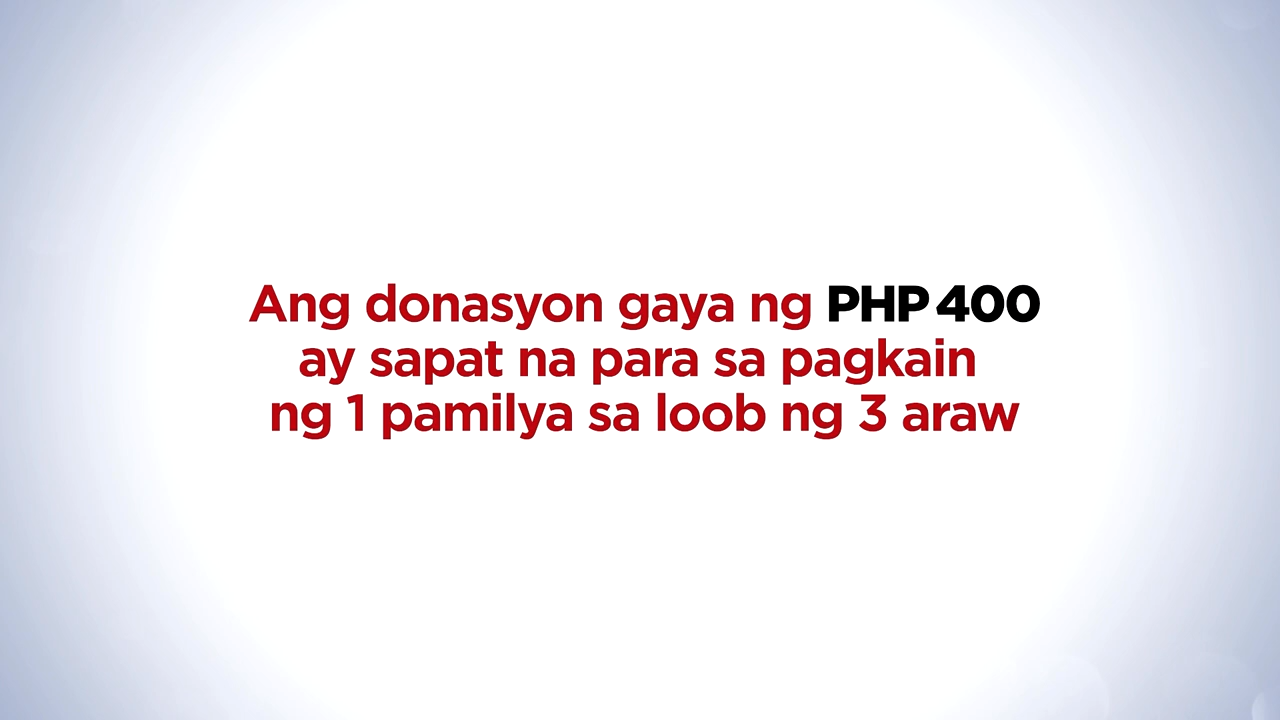 Ang donasyon gaya ng PHP 400
ay sapat na para sa pagkain
ng 1 pamilya sa loob ng 3 araw